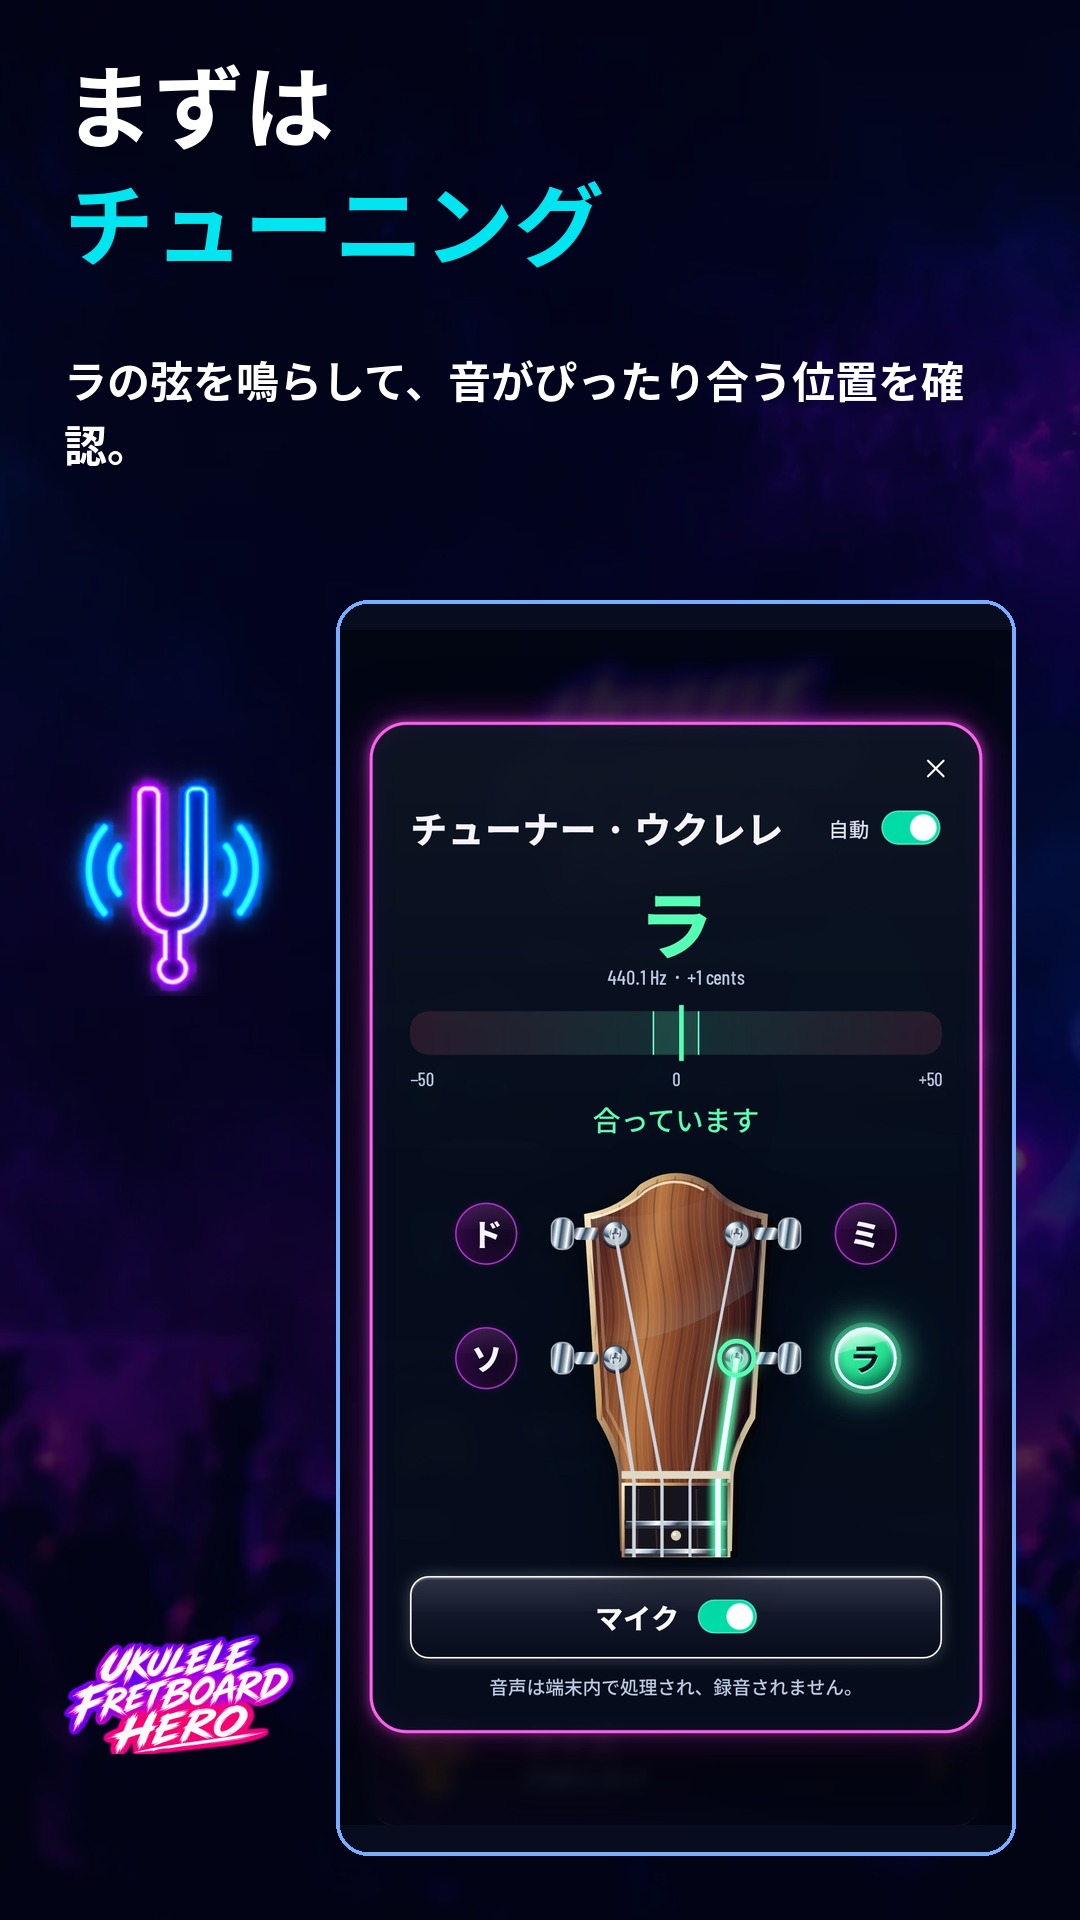 まずは
チューニング
ラの弦を鳴らして、音がぴったり合う位置を確
認。
チューナー・ウクレレ
自動
ラ
440.1 Hz · +1 cents
−50 0 +50
合っています
ド ミ
ソ ラ
マイク
音声は端末内で処理され、録音されません。
UKULELE
FRETBOARD
HERO